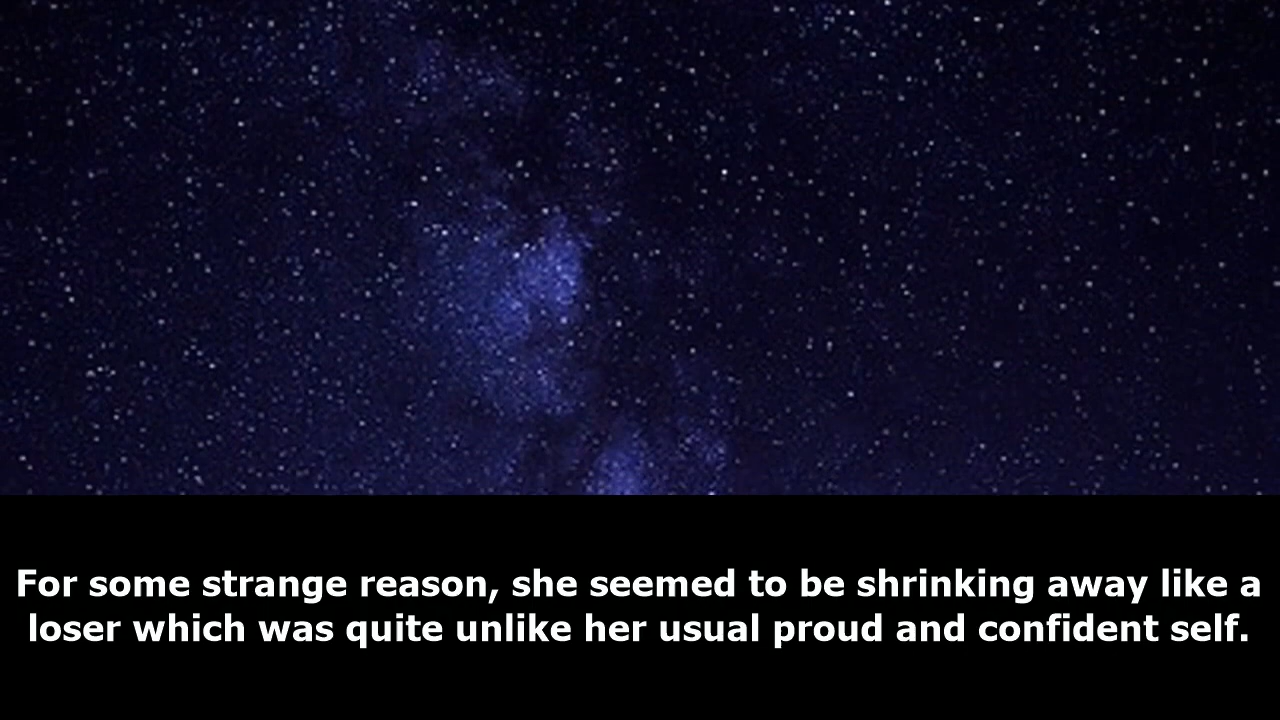 For some strange reason, she seemed to be shrinking away like a
loser which was quite unlike her usual proud and confident self.